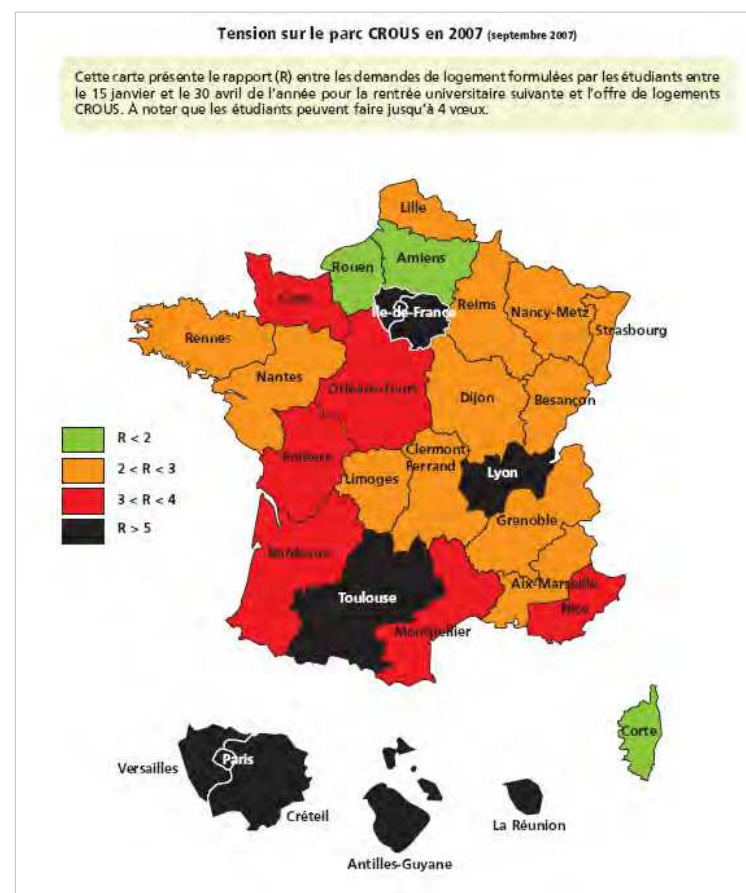 Tension sur le parc CROUS en 2007 (septembre 2007)
Cette carte présente le rapport (R) entre les demandes de logement formulées par les étudiants entre
le 15 janvier et le 30 avril de l'année pour la rentrée universitaire suivante et l'offre de logements
CROUS. À noter que les étudiants peuvent faire jusqu'à 4 vœux.
Lille
Amiens
Rouen
Caen
Île-de-France
Reims
Nancy-Metz
Strasbourg
Rennes
Nantes
Orléans-Tours
Dijon
Besançon
R < 2
2 < R < 3
3 < R < 4
R > 5
Poitiers
Limoges
Clermont-
Ferrand
Lyon
Grenoble
Bordeaux
Toulouse
Aix-Marseille
Nice
Montpellier
Corte
Versailles
Paris
Créteil
La Réunion
Antilles-Guyane